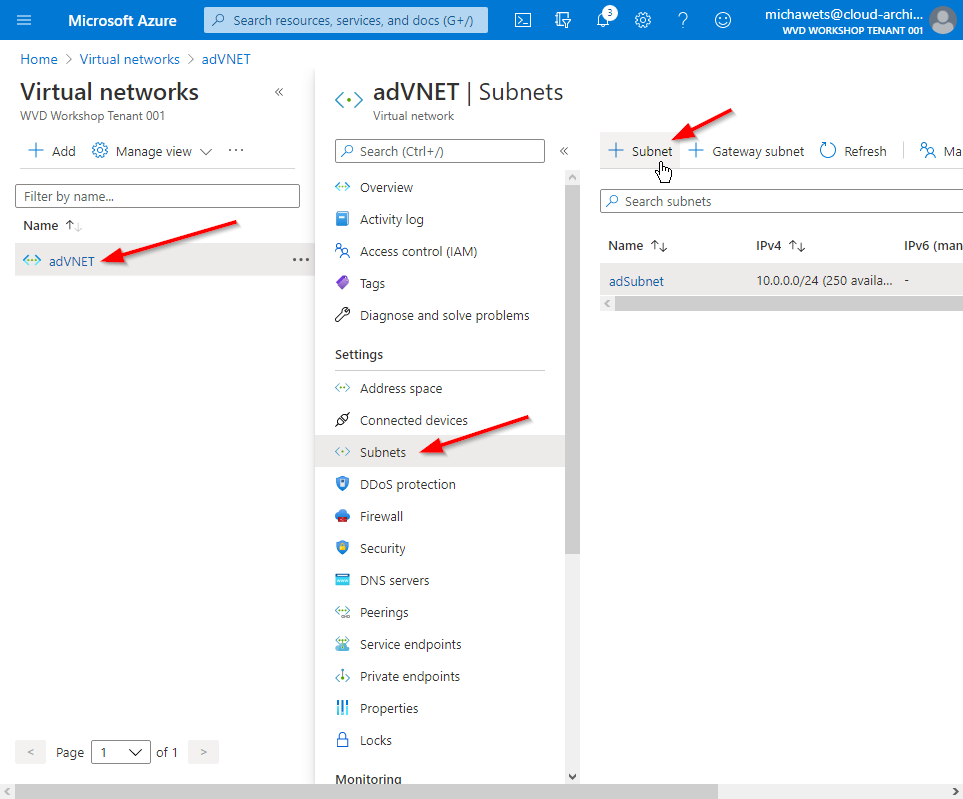 Microsoft Azure
Search resources, services, and docs (G+/)
3
michawets@cloud-archi...
WVD WORKSHOP TENANT 001
Home > Virtual networks > adVNET
Virtual networks
WVD Workshop Tenant 001
Add
Manage view
Filter by name...
Name
adVNET
Page 1 of 1
adVNET | Subnets
Virtual network
Search (Ctrl+/)
Overview
Activity log
Access control (IAM)
Tags
Diagnose and solve problems
Settings
Address space
Connected devices
Subnets
DDoS protection
Firewall
Security
DNS servers
Peerings
Service endpoints
Private endpoints
Properties
Locks
Monitoring
Subnet
Gateway subnet
Refresh
Ma
Search subnets
Name IPv4 IPv6 (man
adSubnet 10.0.0.0/24 (250 availa... -